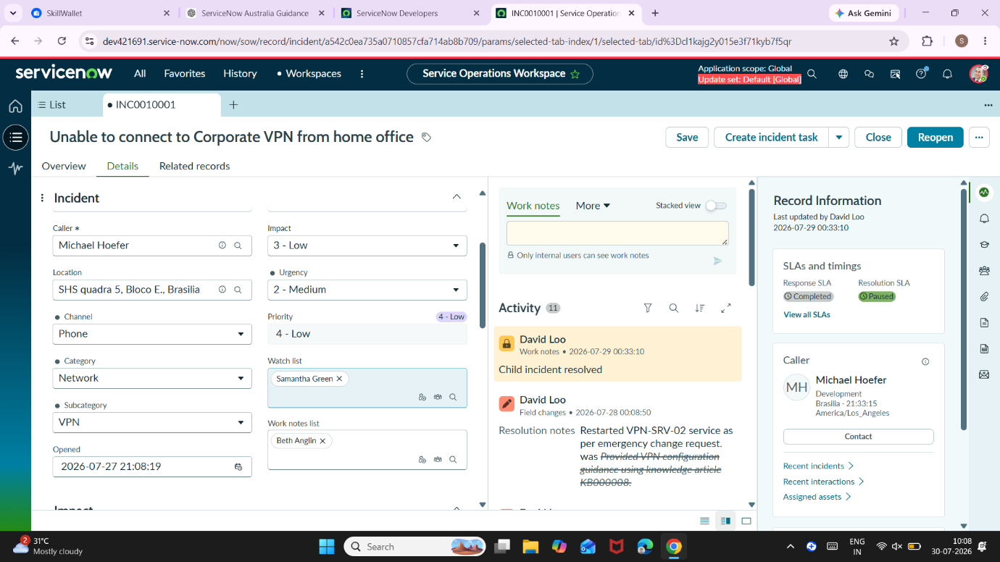 SkillWallet
ServiceNow Australia Guidance
ServiceNow Developers
INC0010001 | Service Operation
Ask Gemini
dev421691.service-now.com/now/sow/record/incident/a542c0ea735a0710857cfa714ab8b709/params/selected-tab-index/1/selected-tab/id%3Dcl1kajg2y015e3f71kyb7f5qr
S
servicenow
All
Favorites
History
Workspaces
Service Operations Workspace
Application scope: Global
Update set: Default [Global]
List
INC0010001
Unable to connect to Corporate VPN from home office
Save
Create incident task
Close
Reopen
Overview
Details
Related records
Incident
Caller *
Michael Hoefer
Location
SHS quadra 5, Bloco E., Brasilia
Channel
Phone
Category
Network
Subcategory
VPN
Opened
2026-07-27 21:08:19
Impact
3 - Low
Urgency
2 - Medium
Priority
4 - Low
4 - Low
Watch list
Samantha Green
Work notes list
Beth Anglin
Work notes
More
Stacked view
Only internal users can see work notes
Activity 11
David Loo
Work notes • 2026-07-29 00:33:10
Child incident resolved
David Loo
Field changes • 2026-07-28 00:08:50
Resolution notes Restarted VPN-SRV-02 service as
per emergency change request.
was Provided VPN configuration
guidance using knowledge article
KB000008.
Record Information
Last updated by David Loo
2026-07-29 00:33:10
SLAs and timings
Response SLA
Resolution SLA
Completed
Paused
View all SLAs
Caller
MH
Michael Hoefer
Development
Brasilia · 21:33:15
America/Los_Angeles
Contact
Recent incidents
Recent interactions
Assigned assets
2
31°C
Mostly cloudy
Search
ENG
IN
10:08
30-07-2026